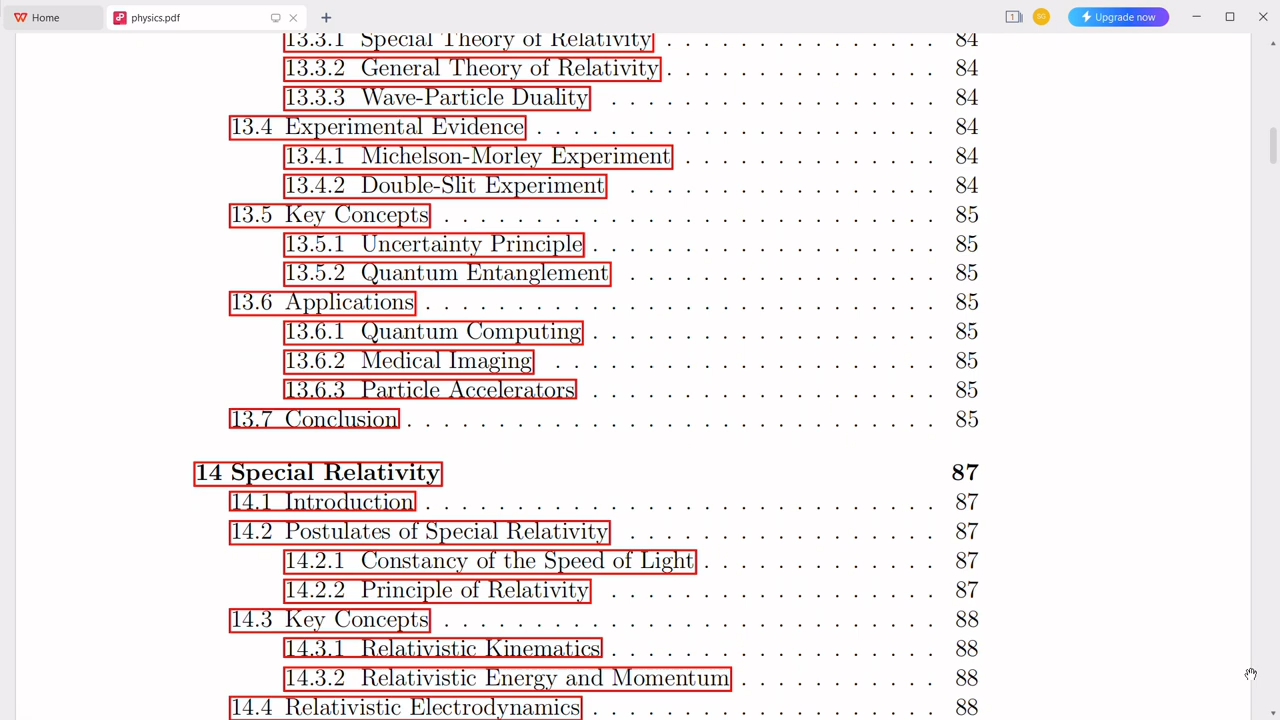 Home
physics.pdf
1
SG
Upgrade now
13.3.1 Special Theory of Relativity . . . . . . . . . . . . . . . 84
13.3.2 General Theory of Relativity . . . . . . . . . . . . . . . 84
13.3.3 Wave-Particle Duality . . . . . . . . . . . . . . . . . . 84
13.4 Experimental Evidence . . . . . . . . . . . . . . . . . . . . . . 84
13.4.1 Michelson-Morley Experiment . . . . . . . . . . . . . . 84
13.4.2 Double-Slit Experiment . . . . . . . . . . . . . . . . . 84
13.5 Key Concepts . . . . . . . . . . . . . . . . . . . . . . . . . . . 85
13.5.1 Uncertainty Principle . . . . . . . . . . . . . . . . . . . 85
13.5.2 Quantum Entanglement . . . . . . . . . . . . . . . . . 85
13.6 Applications . . . . . . . . . . . . . . . . . . . . . . . . . . . . 85
13.6.1 Quantum Computing . . . . . . . . . . . . . . . . . . . 85
13.6.2 Medical Imaging . . . . . . . . . . . . . . . . . . . . . 85
13.6.3 Particle Accelerators . . . . . . . . . . . . . . . . . . . 85
13.7 Conclusion . . . . . . . . . . . . . . . . . . . . . . . . . . . . . 85
14 Special Relativity 87
14.1 Introduction . . . . . . . . . . . . . . . . . . . . . . . . . . . . 87
14.2 Postulates of Special Relativity . . . . . . . . . . . . . . . . . 87
14.2.1 Constancy of the Speed of Light . . . . . . . . . . . . . 87
14.2.2 Principle of Relativity . . . . . . . . . . . . . . . . . . 87
14.3 Key Concepts . . . . . . . . . . . . . . . . . . . . . . . . . . . 88
14.3.1 Relativistic Kinematics . . . . . . . . . . . . . . . . . . 88
14.3.2 Relativistic Energy and Momentum . . . . . . . . . . . 88
14.4 Relativistic Electrodynamics . . . . . . . . . . . . . . . . . . . 88